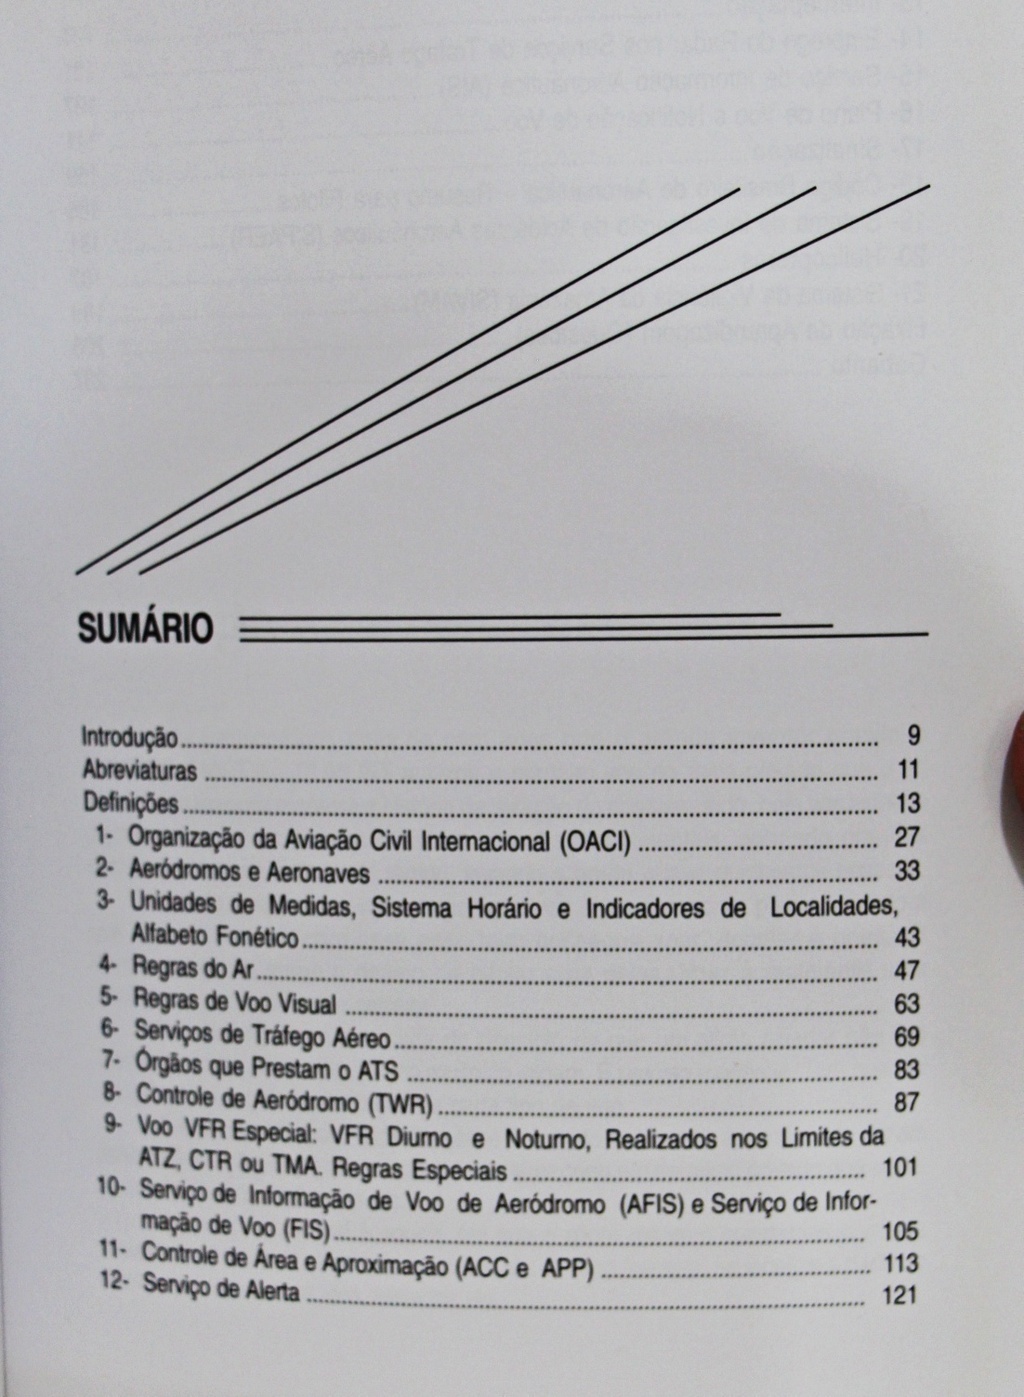 SUMÁRIO
Introdução ........ 9
Abreviaturas ........ 11
Definições ........ 13
1- Organização da Aviação Civil Internacional (OACI) ........ 27
2- Aeródromos e Aeronaves ........ 33
3- Unidades de Medidas, Sistema Horário e Indicadores de Localidades,
Alfabeto Fonético ........ 43
4- Regras do Ar ........ 47
5- Regras de Voo Visual ........ 63
6- Serviços de Tráfego Aéreo ........ 69
7- Órgãos que Prestam o ATS ........ 83
8- Controle de Aeródromo (TWR) ........ 87
9- Voo VFR Especial: VFR Diurno e Noturno, Realizados nos Limites da
ATZ, CTR ou TMA. Regras Especiais ........ 101
10- Serviço de Informação de Voo de Aeródromo (AFIS) e Serviço de Infor-
mação de Voo (FIS) ........ 105
11- Controle de Área e Aproximação (ACC e APP) ........ 113
12- Serviço de Alerta ........ 121